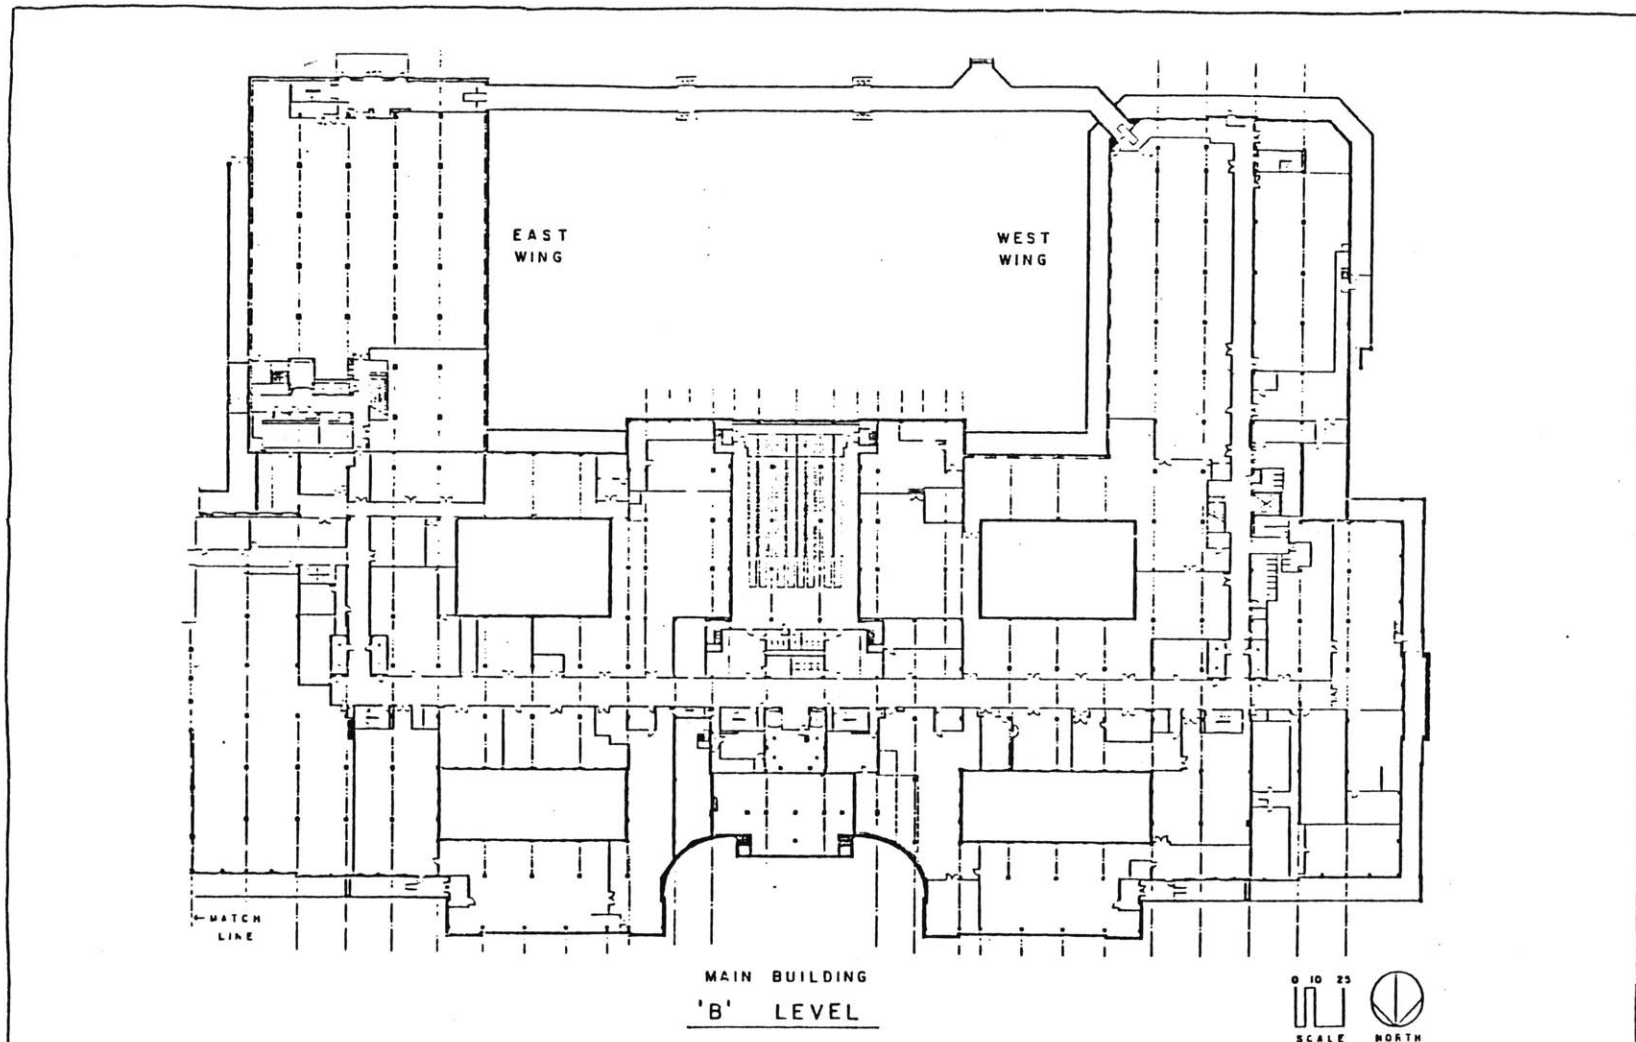 EAST
WING
WEST
WING
←MATCH
LINE
MAIN BUILDING
'B' LEVEL
0 10 25
SCALE
NORTH